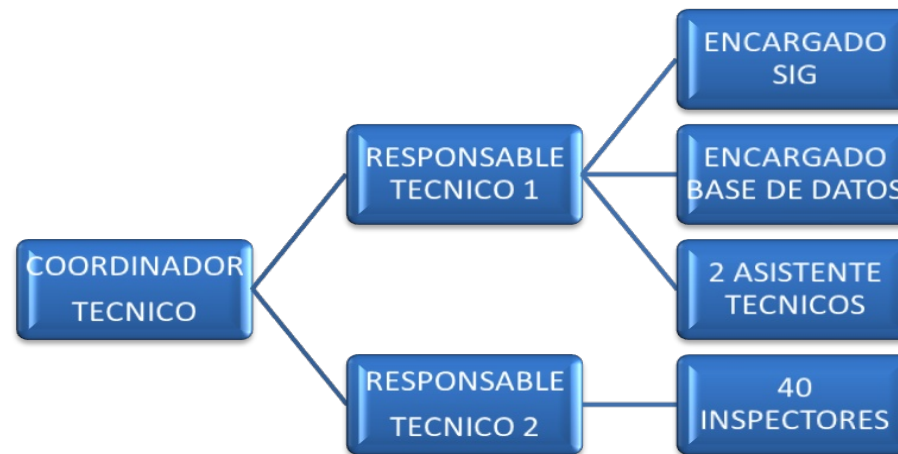 COORDINADOR
TECNICO
RESPONSABLE
TECNICO 1
ENCARGADO
SIG
ENCARGADO
BASE DE DATOS
2 ASISTENTE
TECNICOS
RESPONSABLE
TECNICO 2
40
INSPECTORES